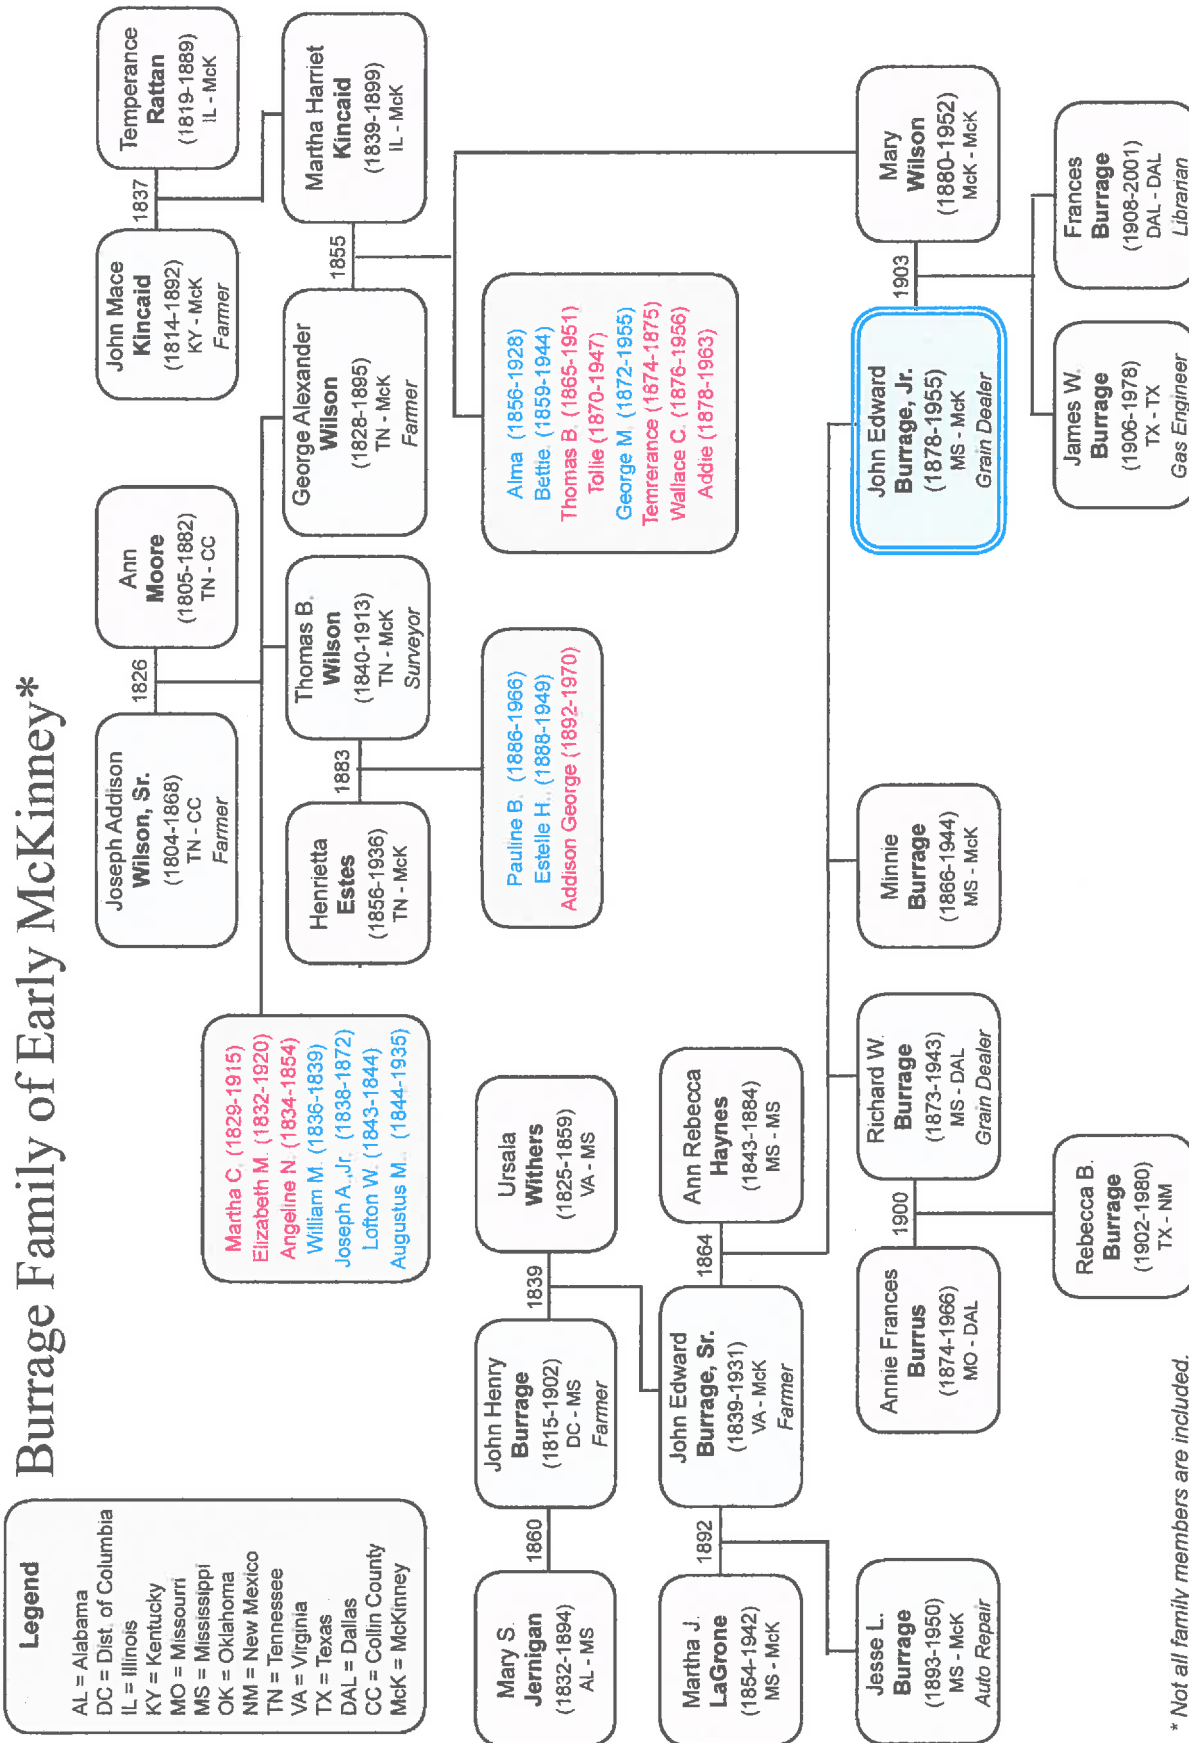 Burrage Family of Early McKinney*
Legend
AL = Alabama
DC = Dist. of Columbia
IL = Illinois
KY = Kentucky
MO = Missourri
MS = Mississippi
OK = Oklahoma
NM = New Mexico
TN = Tennessee
VA = Virginia
TX = Texas
DAL = Dallas
CC = Collin County
McK = McKinney
Joseph Addison
Wilson, Sr.
(1804-1868)
TN - CC
Farmer
1826
Ann
Moore
(1805-1882)
TN - CC
John Mace
Kincaid
(1814-1892)
KY - McK
Farmer
1837
Temperance
Rattan
(1819-1889)
IL - McK
Martha C. (1829-1915)
Elizabeth M. (1832-1920)
Angeline N. (1834-1854)
William M. (1836-1839)
Joseph A.,Jr. (1838-1872)
Lofton W. (1843-1844)
Augustus M.. (1844-1935)
Henrietta
Estes
(1856-1936)
TN - McK
1883
Thomas B.
Wilson
(1840-1913)
TN - McK
Surveyor
George Alexander
Wilson
(1828-1895)
TN - McK
Farmer
1855
Martha Harriet
Kincaid
(1839-1899)
IL - McK
Pauline B. (1886-1966)
Estelle H.. (1888-1949)
Addison George (1892-1970)
Alma (1856-1928)
Bettie. (1859-1944)
Thomas B. (1865-1951)
Tollie (1870-1947)
George M. (1872-1955)
Temrerance (1874-1875)
Wallace C. (1876-1956)
Addie (1878-1963)
Mary S.
Jernigan
(1832-1894)
AL - MS
1860
John Henry
Burrage
(1815-1902)
DC - MS
Farmer
1839
Ursala
Withers
(1825-1859)
VA - MS
Martha J.
LaGrone
(1854-1942)
MS - McK
1892
John Edward
Burrage, Sr.
(1839-1931)
VA - McK
Farmer
1864
Ann Rebecca
Haynes
(1843-1884)
MS - MS
Jesse L.
Burrage
(1893-1950)
MS - McK
Auto Repair
Annie Frances
Burrus
(1874-1966)
MO - DAL
1900
Richard W.
Burrage
(1873-1943)
MS - DAL
Grain Dealer
Minnie
Burrage
(1866-1944)
MS - McK
John Edward
Burrage, Jr.
(1878-1955)
MS - McK
Grain Dealer
1903
Mary
Wilson
(1880-1952)
McK - McK
Rebecca B.
Burrage
(1902-1980)
TX - NM
James W.
Burrage
(1906-1978)
TX - TX
Gas Engineer
Frances
Burrage
(1908-2001)
DAL - DAL
Librarian
* Not all family members are included.